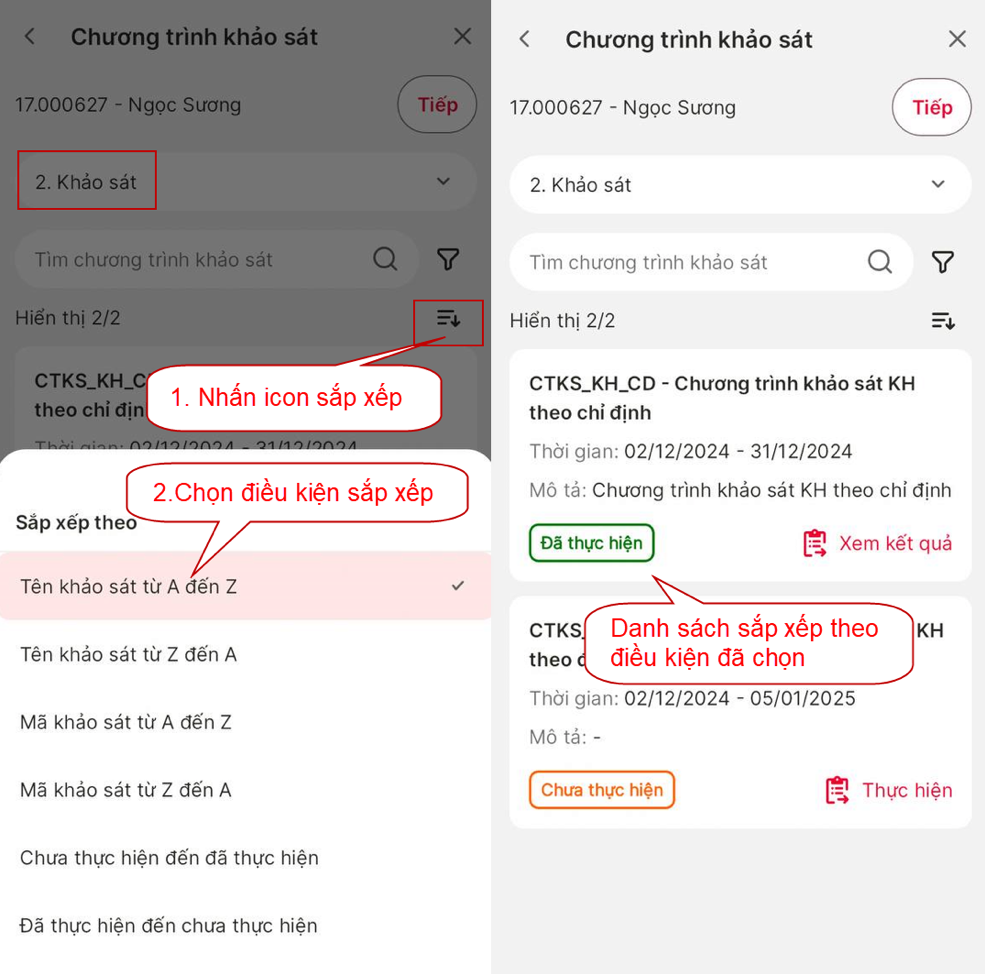 Chương trình khảo sát
17.000627 - Ngọc Sương
Tiếp
2. Khảo sát
Tìm chương trình khảo sát
Hiển thị 2/2
CTKS_KH_C
theo chỉ địn
Thời gian: 02/12/2024 - 31/12/2024
1. Nhấn icon sắp xếp
2.Chọn điều kiện sắp xếp
Sắp xếp theo
Tên khảo sát từ A đến Z
Tên khảo sát từ Z đến A
Mã khảo sát từ A đến Z
Mã khảo sát từ Z đến A
Chưa thực hiện đến đã thực hiện
Đã thực hiện đến chưa thực hiện
Chương trình khảo sát
17.000627 - Ngọc Sương
Tiếp
2. Khảo sát
Tìm chương trình khảo sát
Hiển thị 2/2
CTKS_KH_CD - Chương trình khảo sát KH
theo chỉ định
Thời gian: 02/12/2024 - 31/12/2024
Mô tả: Chương trình khảo sát KH theo chỉ định
Đã thực hiện
Xem kết quả
Danh sách sắp xếp theo
điều kiện đã chọn
CTKS_ KH
theo
Thời gian: 02/12/2024 - 05/01/2025
Mô tả: -
Chưa thực hiện
Thực hiện